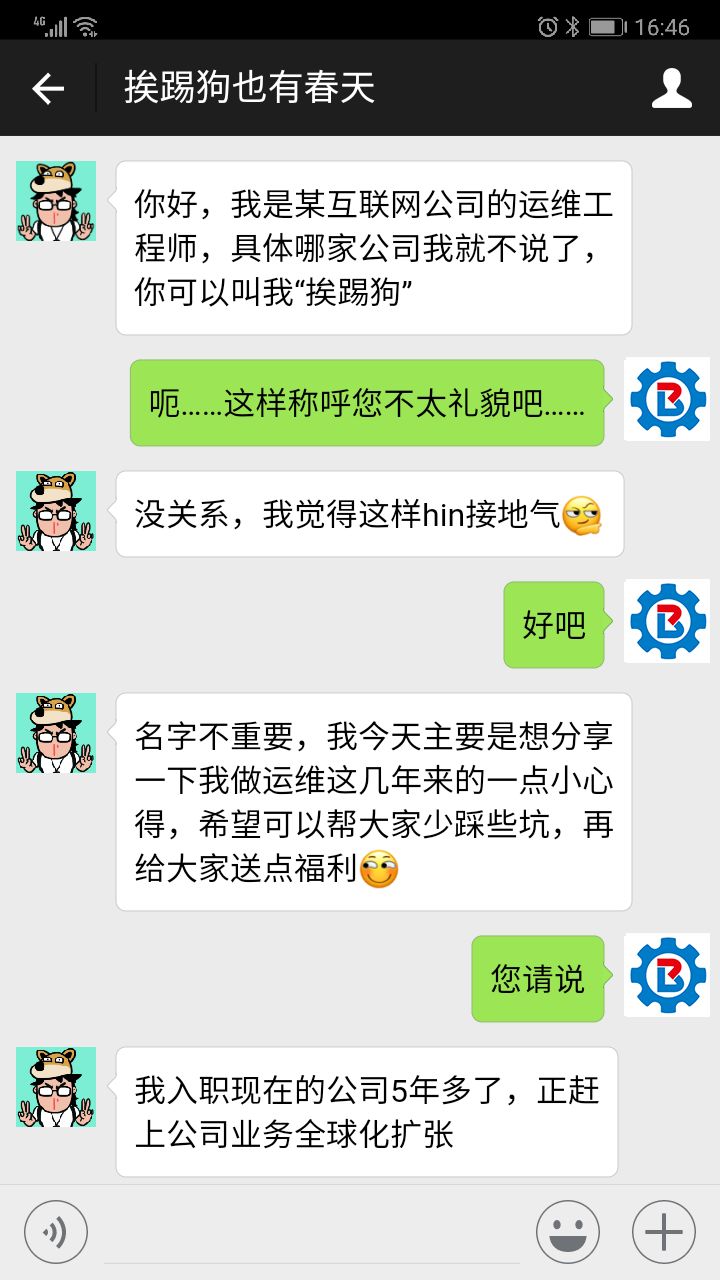 4G 16:46
挨踢狗也有春天
你好，我是某互联网公司的运维工
程师，具体哪家公司我就不说了，
你可以叫我“挨踢狗”
呃......这样称呼您不太礼貌吧......
没关系，我觉得这样hin接地气
好吧
名字不重要，我今天主要是想分享
一下我做运维这几年来的一点小心
得，希望可以帮大家少踩些坑，再
给大家送点福利
您请说
我入职现在的公司5年多了，正赶
上公司业务全球化扩张